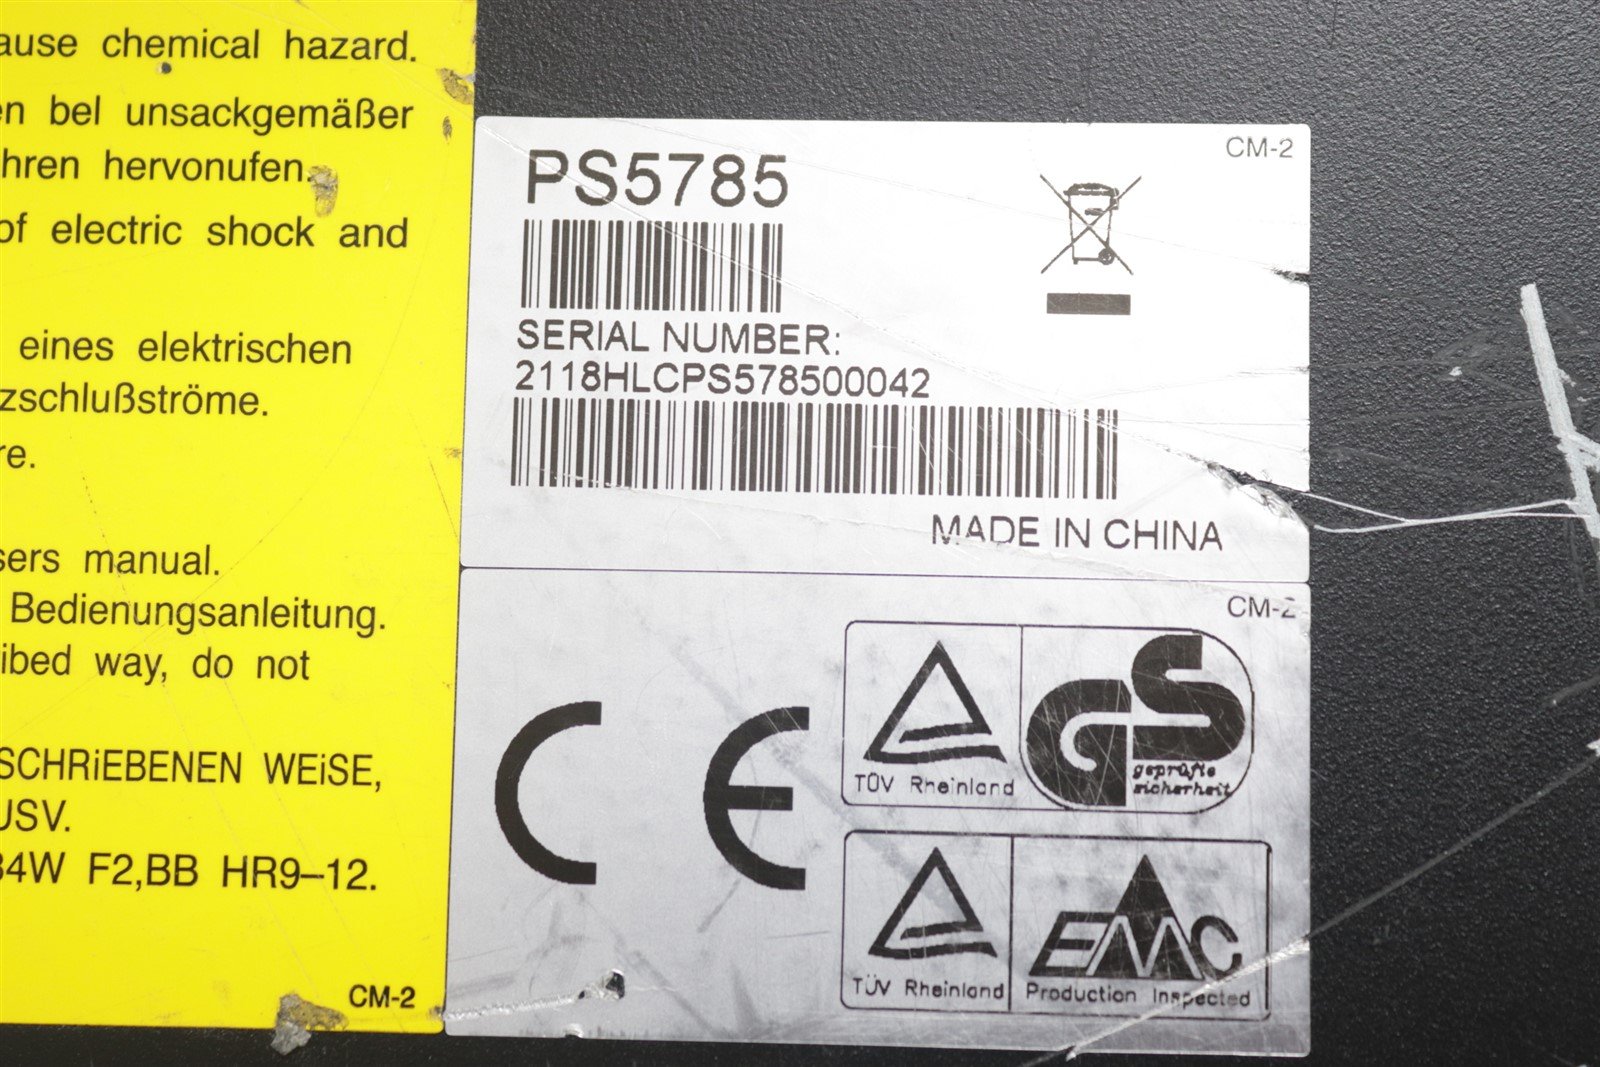 ause chemical hazard.
en bel unsackgemäßer
hren hervonufen.
of electric shock and
eines elektrischen
zschlußströme.
re.
sers manual.
Bedienungsanleitung.
ibed way, do not
SCHRiEBENEN WEiSE,
USV.
34W F2,BB HR9–12.
CM-2
CM-2
PS5785
SERIAL NUMBER:
2118HLCPS578500042
MADE IN CHINA
CM-2
CE
TÜV Rheinland
GS
geprüfte
sicherheit
TÜV Rheinland
EMC
Production Inspected